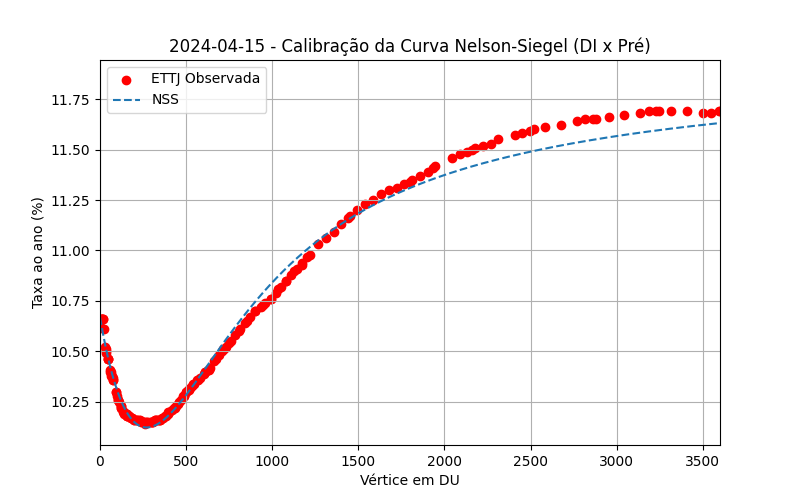 2024-04-15 - Calibração da Curva Nelson-Siegel (DI x Pré)
ETTJ Observada
NSS
Taxa ao ano (%)
11.75
11.50
11.25
11.00
10.75
10.50
10.25
0 500 1000 1500 2000 2500 3000 3500
Vértice em DU